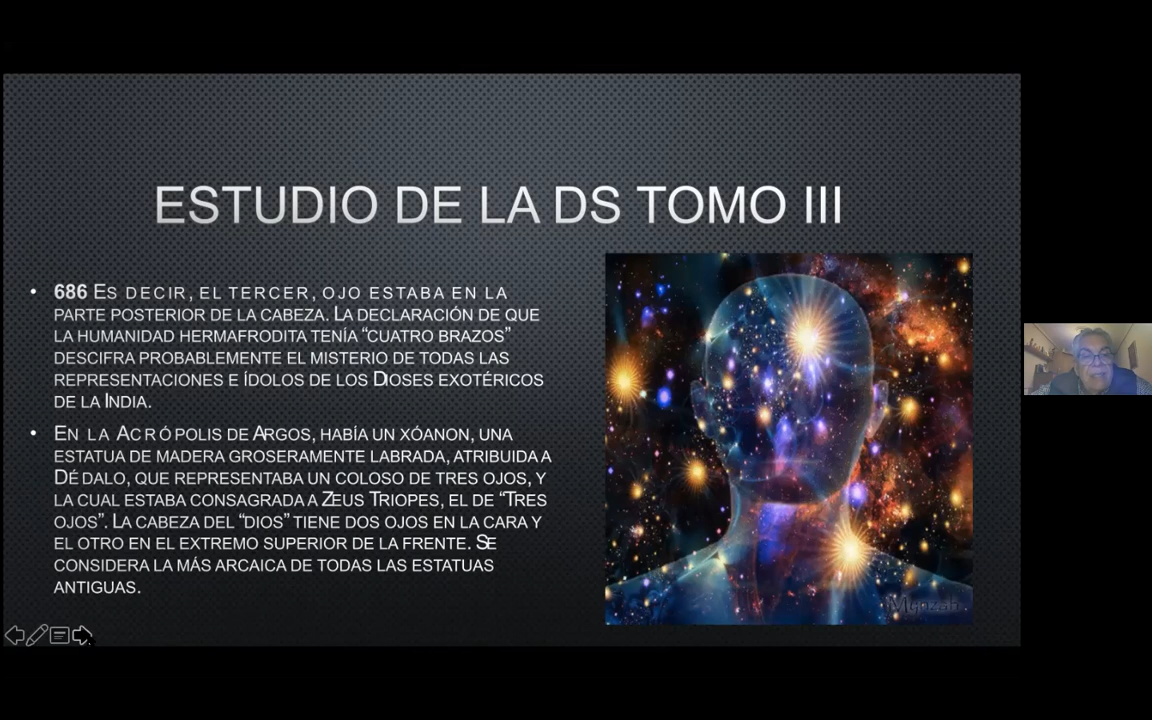 ESTUDIO DE LA DS TOMO III
• 686 ES DECIR, EL TERCER, OJO ESTABA EN LA
PARTE POSTERIOR DE LA CABEZA. LA DECLARACIÓN DE QUE
LA HUMANIDAD HERMAFRODITA TENÍA “CUATRO BRAZOS”
DESCIFRA PROBABLEMENTE EL MISTERIO DE TODAS LAS
REPRESENTACIONES E ÍDOLOS DE LOS DIOSES EXOTÉRICOS
DE LA INDIA.
• EN LA ACRÓPOLIS DE ARGOS, HABÍA UN XÓANON, UNA
ESTATUA DE MADERA GROSERAMENTE LABRADA, ATRIBUIDA A
DÉDALO, QUE REPRESENTABA UN COLOSO DE TRES OJOS, Y
LA CUAL ESTABA CONSAGRADA A ZEUS TRIOPES, EL DE “TRES
OJOS”. LA CABEZA DEL “DIOS” TIENE DOS OJOS EN LA CARA Y
EL OTRO EN EL EXTREMO SUPERIOR DE LA FRENTE. SE
CONSIDERA LA MÁS ARCAICA DE TODAS LAS ESTATUAS
ANTIGUAS.